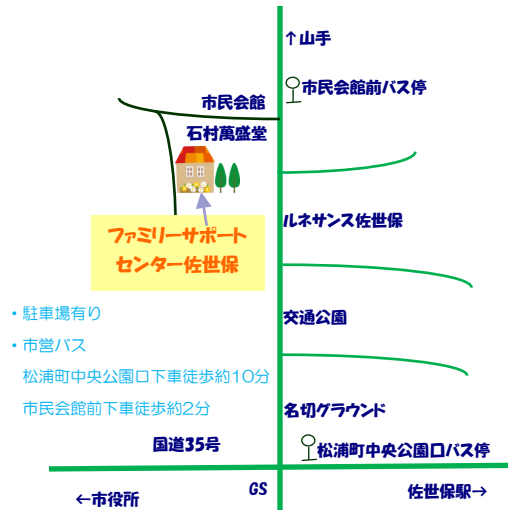 ↑山手
市民会館前バス停
市民会館
石村萬盛堂
ルネサンス佐世保
ファミリーサポート
センター佐世保
・駐車場有り
交通公園
・市営バス
松浦町中央公園口下車徒歩約10分
市民会館前下車徒歩約2分
名切グラウンド
国道35号
松浦町中央公園口バス停
GS
←市役所
佐世保駅→